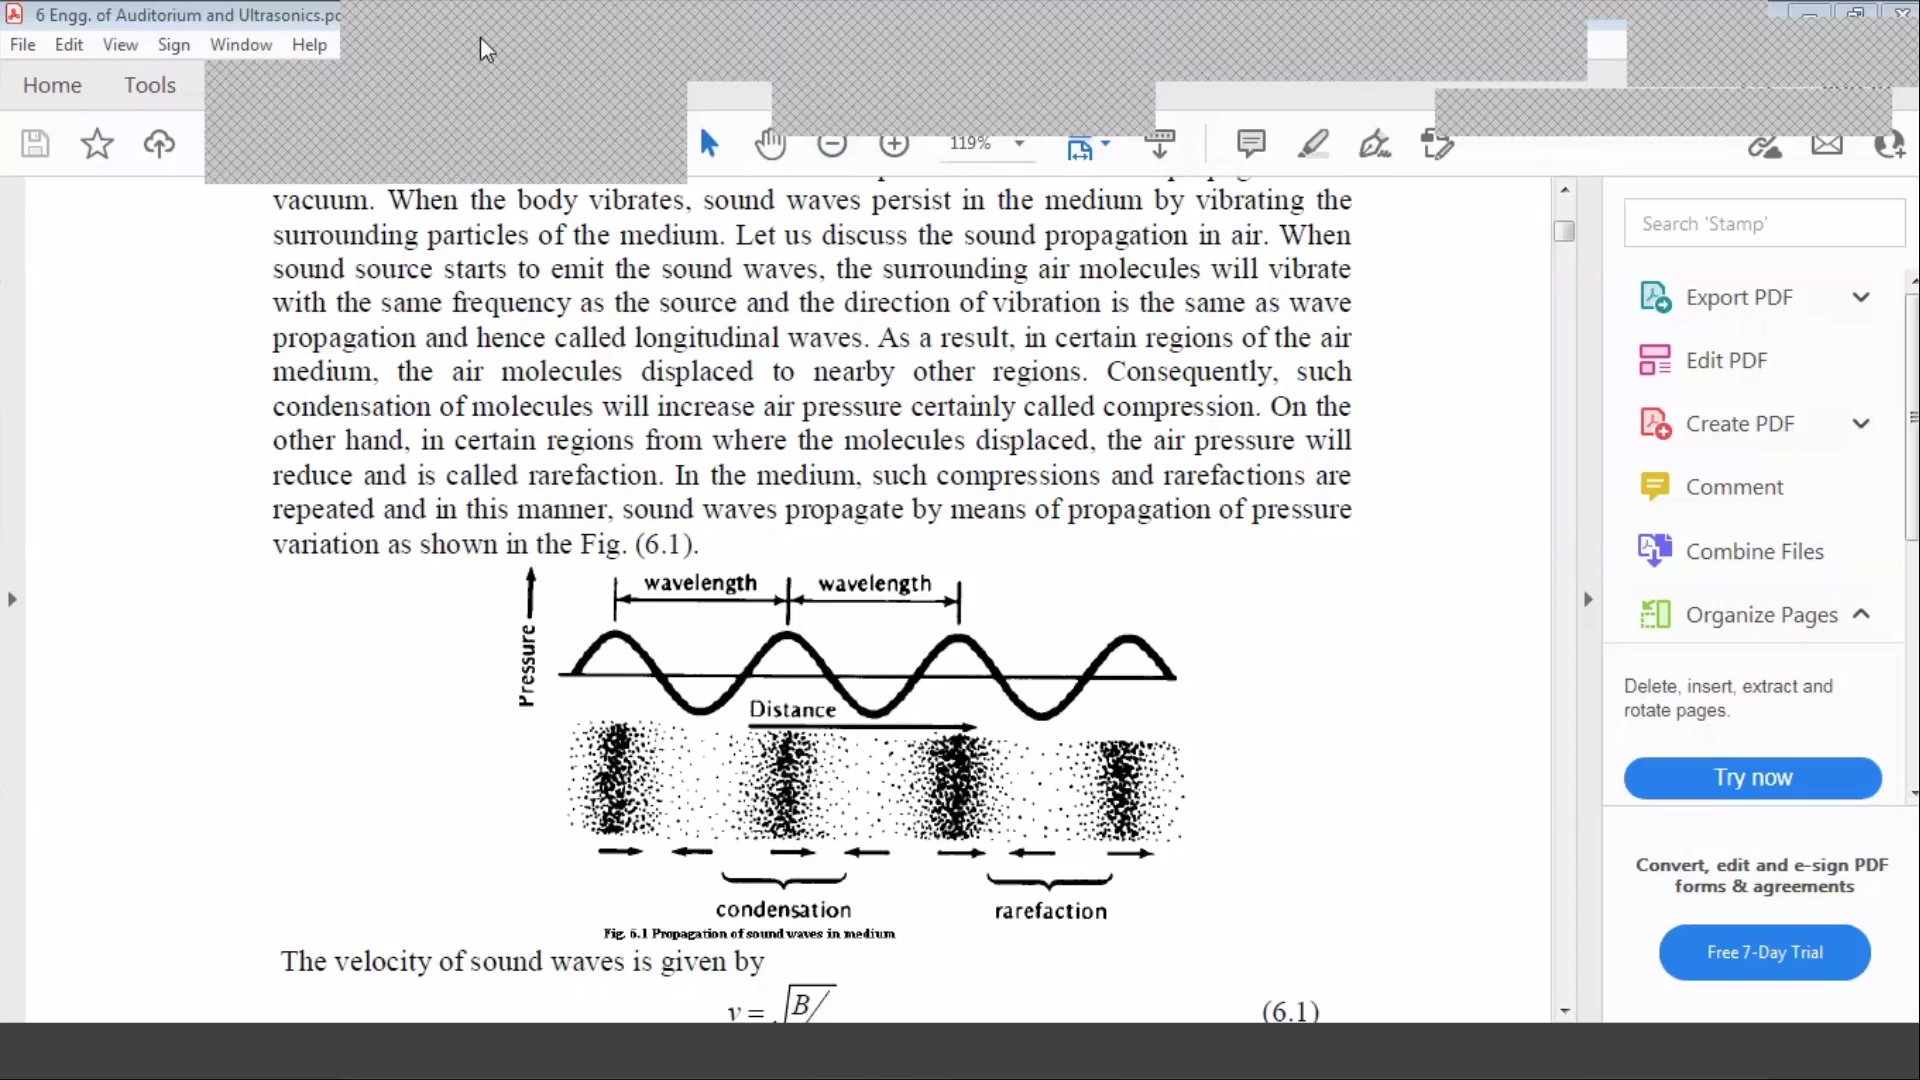 6 Engg. of Auditorium and Ultrasonics.pd
File Edit View Sign Window Help
Home Tools
119%
vacuum. When the body vibrates, sound waves persist in the medium by vibrating the
surrounding particles of the medium. Let us discuss the sound propagation in air. When
sound source starts to emit the sound waves, the surrounding air molecules will vibrate
with the same frequency as the source and the direction of vibration is the same as wave
propagation and hence called longitudinal waves. As a result, in certain regions of the air
medium, the air molecules displaced to nearby other regions. Consequently, such
condensation of molecules will increase air pressure certainly called compression. On the
other hand, in certain regions from where the molecules displaced, the air pressure will
reduce and is called rarefaction. In the medium, such compressions and rarefactions are
repeated and in this manner, sound waves propagate by means of propagation of pressure
variation as shown in the Fig. (6.1).
wavelength wavelength
Pressure
Distance
condensation rarefaction
Fig. 6.1 Propagation of sound waves in medium
The velocity of sound waves is given by
v = √B/ (6.1)
Search 'Stamp'
Export PDF
Edit PDF
Create PDF
Comment
Combine Files
Organize Pages
Delete, insert, extract and
rotate pages.
Try now
Convert, edit and e-sign PDF
forms & agreements
Free 7-Day Trial